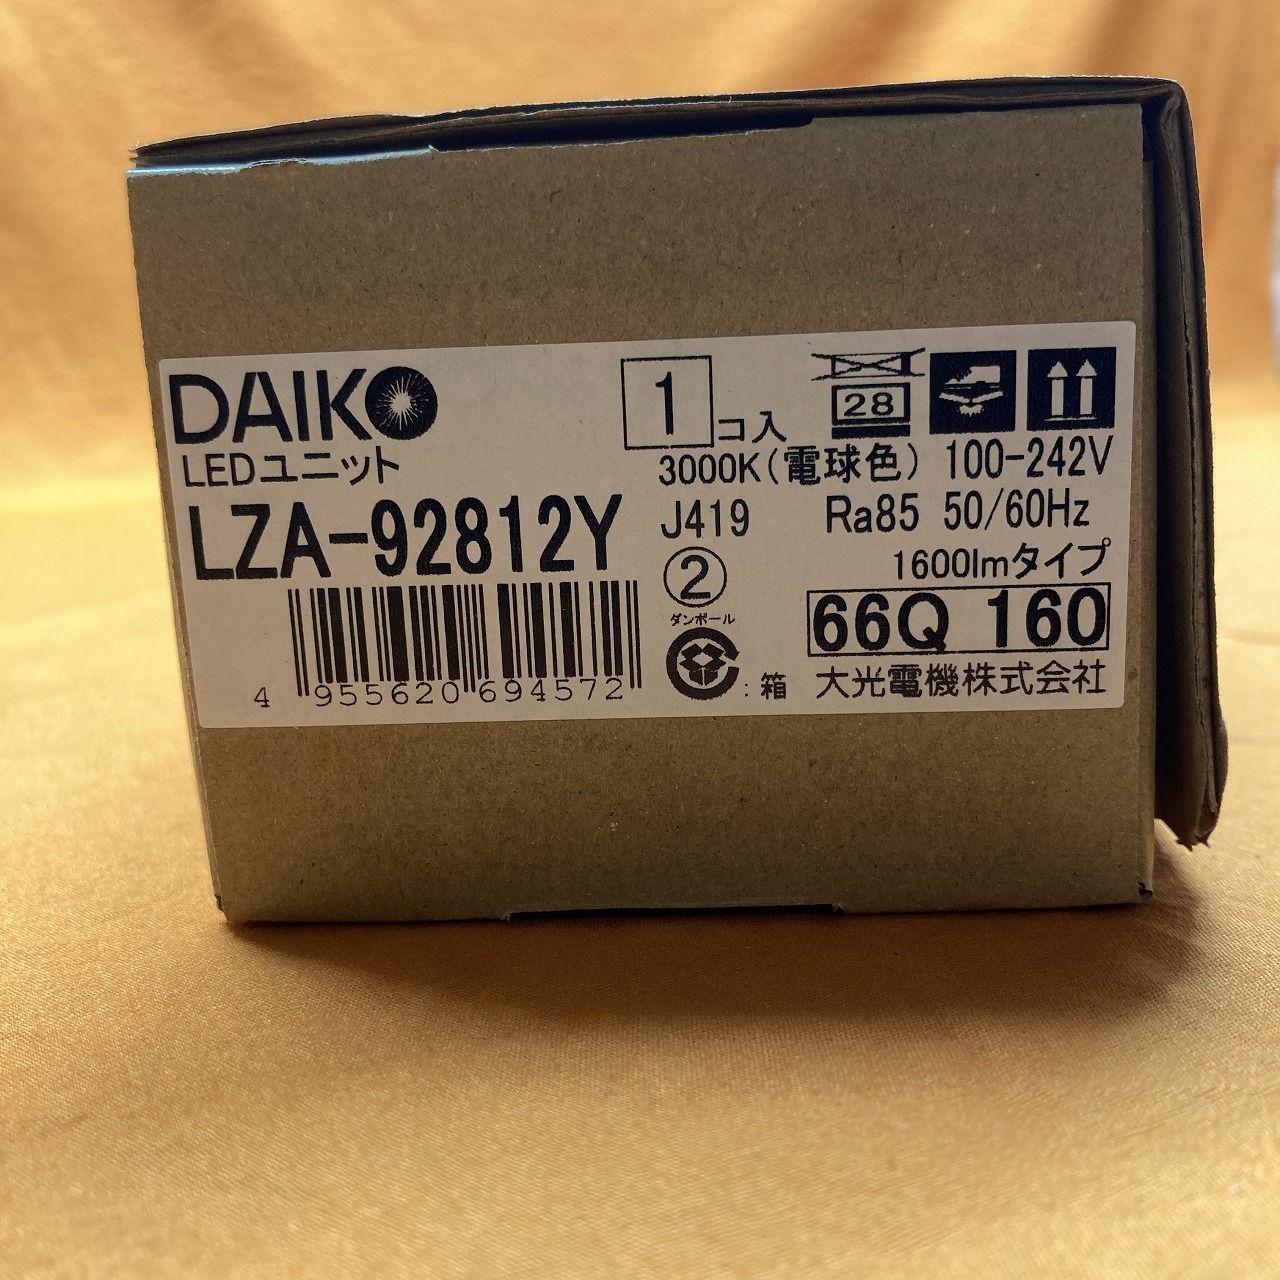 DAIKO
1 コ入
28
LEDユニット
3000K(電球色) 100-242V
LZA-92812Y
J419
Ra85 50/60Hz
②
1600lmタイプ
ダンボール
66Q 160
:箱
大光電機株式会社
4 955620 694572